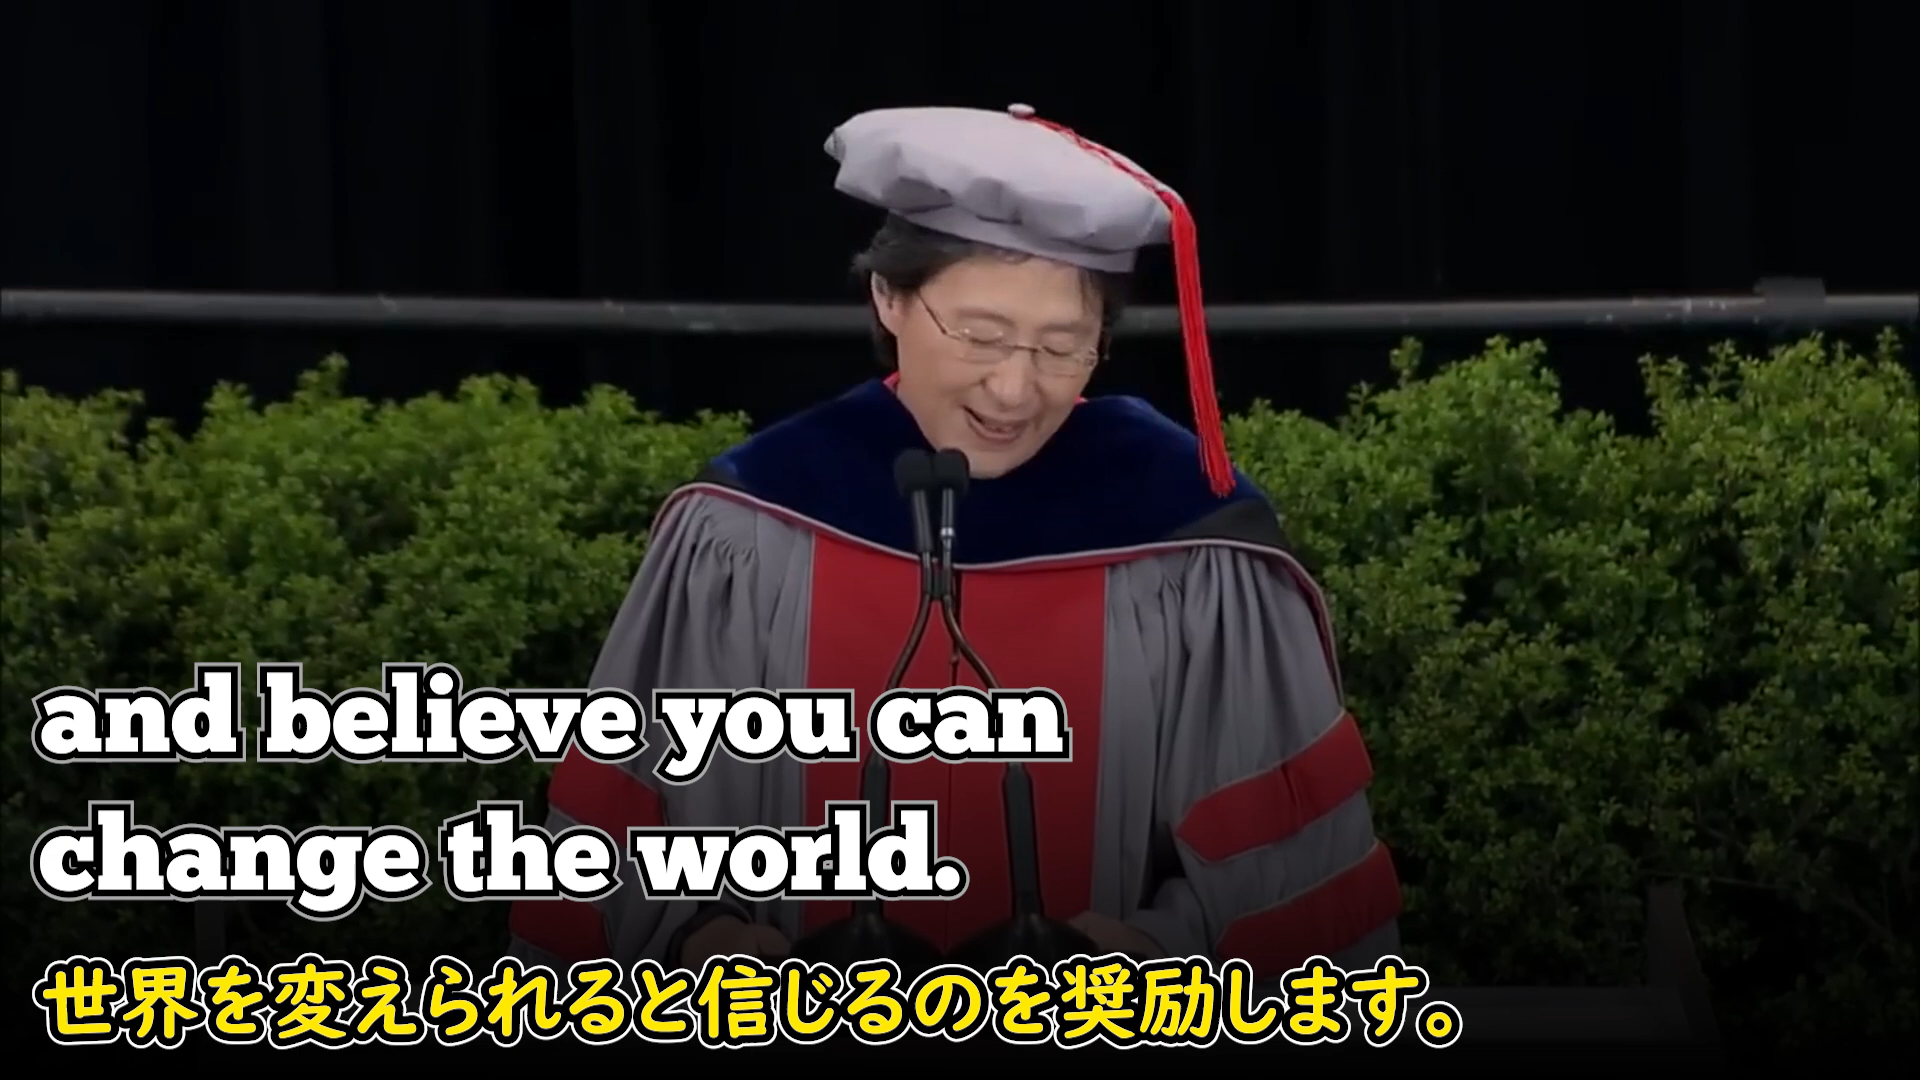 and believe you can
change the world.
世界を変えられると信じるのを奨励します。